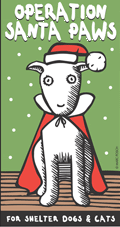 OPERATION
SANTA PAWS
FOR SHELTER DOGS & CATS